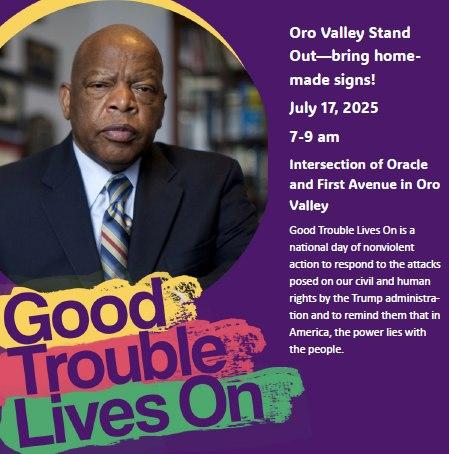 Oro Valley Stand
Out—bring home-
made signs!
July 17, 2025
7-9 am
Intersection of Oracle
and First Avenue in Oro
Valley
Good Trouble Lives On is a
national day of nonviolent
action to respond to the attacks
posed on our civil and human
rights by the Trump administra-
tion and to remind them that in
America, the power lies with
the people.
Good
Trouble
Lives On